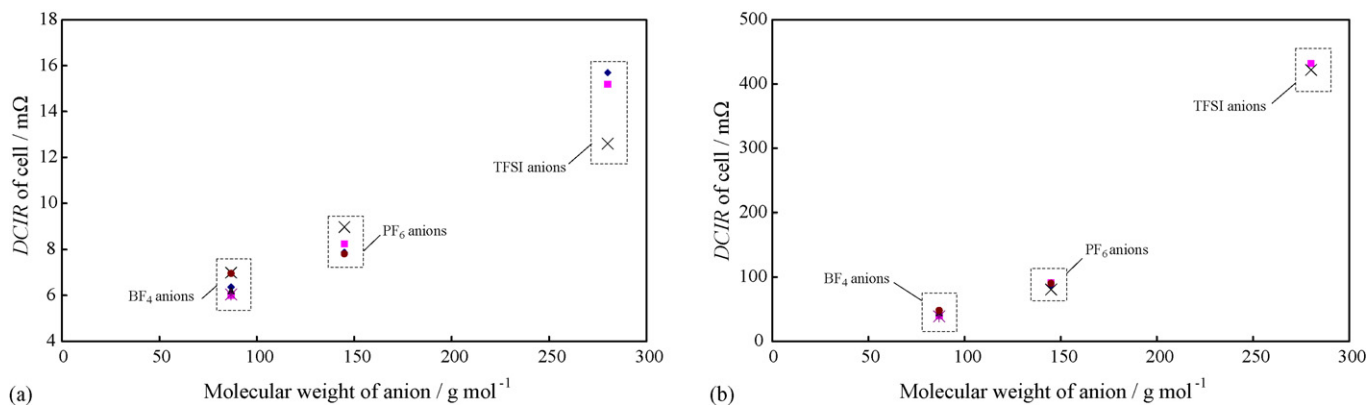 18
16
14
12
10
8
6
4
DCIR of cell / mΩ
TFSI anions
PF6 anions
BF4 anions
0 50 100 150 200 250 300
(a) Molecular weight of anion / g mol-1
500
400
300
200
100
0
DCIR of cell / mΩ
TFSI anions
PF6 anions
BF4 anions
0 50 100 150 200 250 300
(b) Molecular weight of anion / g mol-1